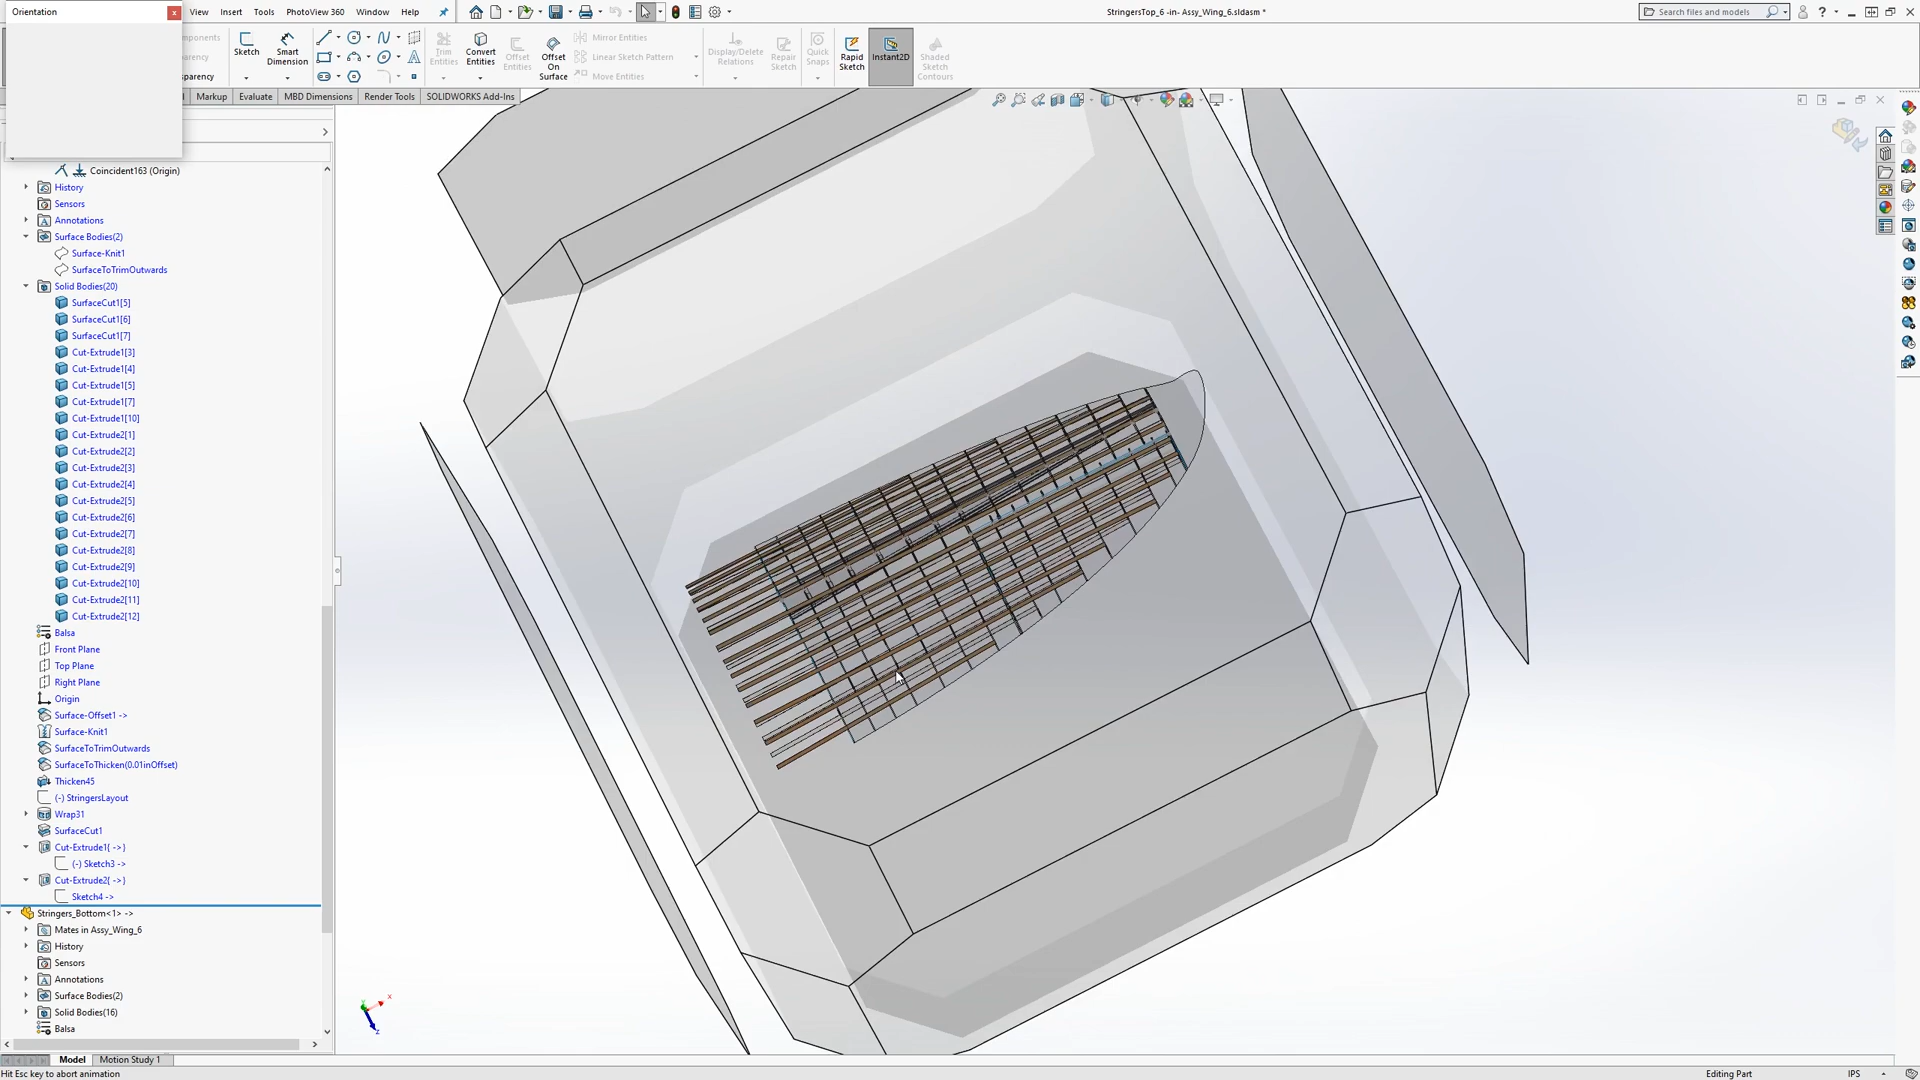 Orientation
View
Insert
Tools
PhotoView 360
Window
Help
StringersTop_6 -in- Assy_Wing_6.sldasm *
Search files and models
Sketch
Smart Dimension
Trim Entities
Convert Entities
Offset Entities
Offset On Surface
Mirror Entities
Linear Sketch Pattern
Move Entities
Display/Delete Relations
Repair Sketch
Quick Snaps
Rapid Sketch
Instant2D
Shaded Sketch Contours
Markup
Evaluate
MBD Dimensions
Render Tools
SOLIDWORKS Add-Ins
Coincident163 (Origin)
History
Sensors
Annotations
Surface Bodies(2)
Surface-Knit1
SurfaceToTrimOutwards
Solid Bodies(20)
SurfaceCut1[5]
SurfaceCut1[6]
SurfaceCut1[7]
Cut-Extrude1[3]
Cut-Extrude1[4]
Cut-Extrude1[5]
Cut-Extrude1[7]
Cut-Extrude1[10]
Cut-Extrude2[1]
Cut-Extrude2[2]
Cut-Extrude2[3]
Cut-Extrude2[4]
Cut-Extrude2[5]
Cut-Extrude2[6]
Cut-Extrude2[7]
Cut-Extrude2[8]
Cut-Extrude2[9]
Cut-Extrude2[10]
Cut-Extrude2[11]
Cut-Extrude2[12]
Balsa
Front Plane
Top Plane
Right Plane
Origin
Surface-Offset1 ->
Surface-Knit1
SurfaceToTrimOutwards
SurfaceToThicken(0.01inOffset)
Thicken45
(-) StringersLayout
Wrap31
SurfaceCut1
Cut-Extrude1{ ->}
(-) Sketch3 ->
Cut-Extrude2{ ->}
Sketch4 ->
Stringers_Bottom<1> ->
Mates in Assy_Wing_6
History
Sensors
Annotations
Surface Bodies(2)
Solid Bodies(16)
Balsa
Model
Motion Study 1
Hit Esc key to abort animation
Editing Part
IPS